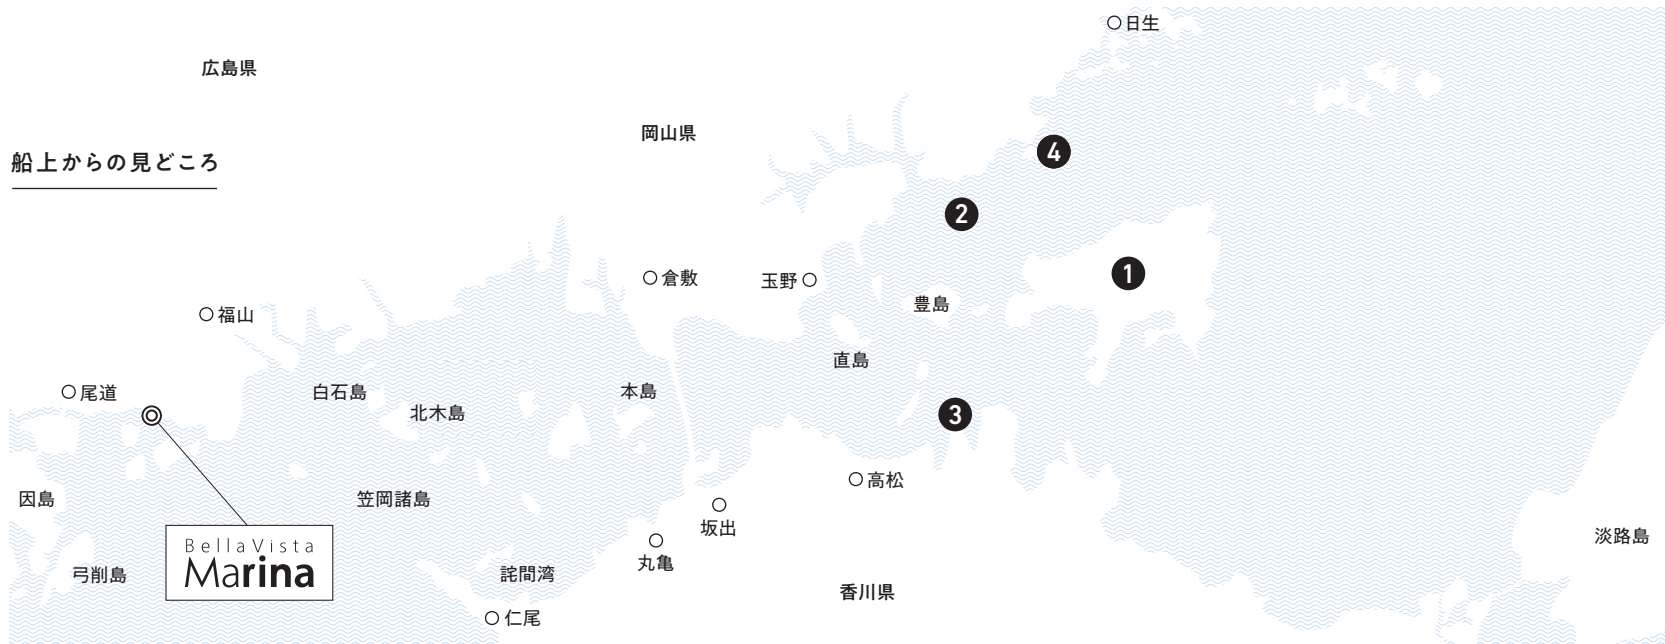 日生
広島県
岡山県
船上からの見どころ
4
2
1
倉敷
玉野
豊島
福山
直島
尾道
白石島
北木島
本島
3
高松
因島
笠岡諸島
坂出
淡路島
BellaVista
Marina
丸亀
弓削島
詫間湾
香川県
仁尾